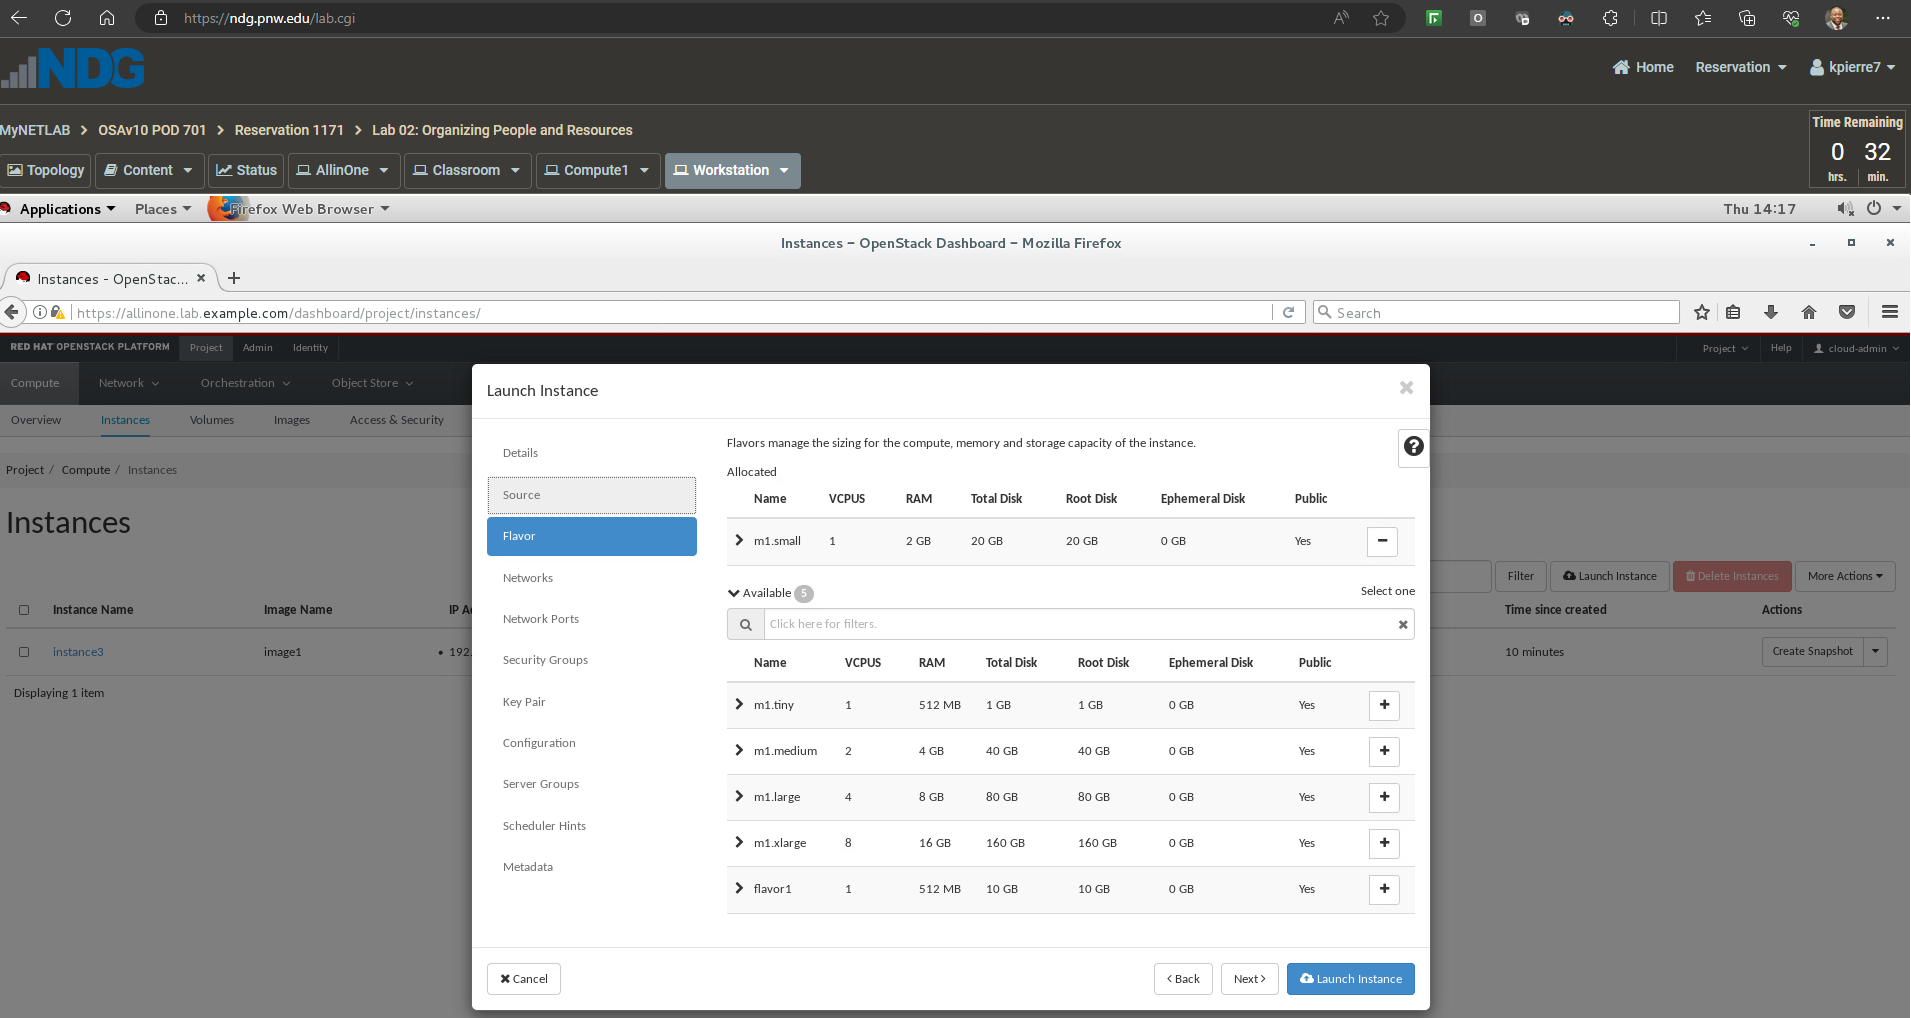 https://ndg.pnw.edu/lab.cgi
NDG
Home Reservation kpierre7
MyNETLAB > OSAv10 POD 701 > Reservation 1171 > Lab 02: Organizing People and Resources
Time Remaining
0 32
hrs. min.
Topology Content Status AllinOne Classroom Compute1 Workstation
Applications Places Firefox Web Browser Thu 14:17
Instances - OpenStack Dashboard - Mozilla Firefox
Instances - OpenStac...
https://allinone.lab.example.com/dashboard/project/instances/ Search
RED HAT OPENSTACK PLATFORM Project Admin Identity Project Help cloud-admin
Compute Network Orchestration Object Store
Overview Instances Volumes Images Access & Security
Project / Compute / Instances
Instances
Filter Launch Instance Delete Instances More Actions
Instance Name Image Name IP A Time since created Actions
instance3 image1 192. 10 minutes Create Snapshot
Displaying 1 item
Launch Instance
Details
Source
Flavor
Networks
Network Ports
Security Groups
Key Pair
Configuration
Server Groups
Scheduler Hints
Metadata
Flavors manage the sizing for the compute, memory and storage capacity of the instance.
Allocated
Name VCPUS RAM Total Disk Root Disk Ephemeral Disk Public
m1.small 1 2 GB 20 GB 20 GB 0 GB Yes
Available 5 Select one
Click here for filters.
Name VCPUS RAM Total Disk Root Disk Ephemeral Disk Public
m1.tiny 1 512 MB 1 GB 1 GB 0 GB Yes
m1.medium 2 4 GB 40 GB 40 GB 0 GB Yes
m1.large 4 8 GB 80 GB 80 GB 0 GB Yes
m1.xlarge 8 16 GB 160 GB 160 GB 0 GB Yes
flavor1 1 512 MB 10 GB 10 GB 0 GB Yes
Cancel < Back Next > Launch Instance